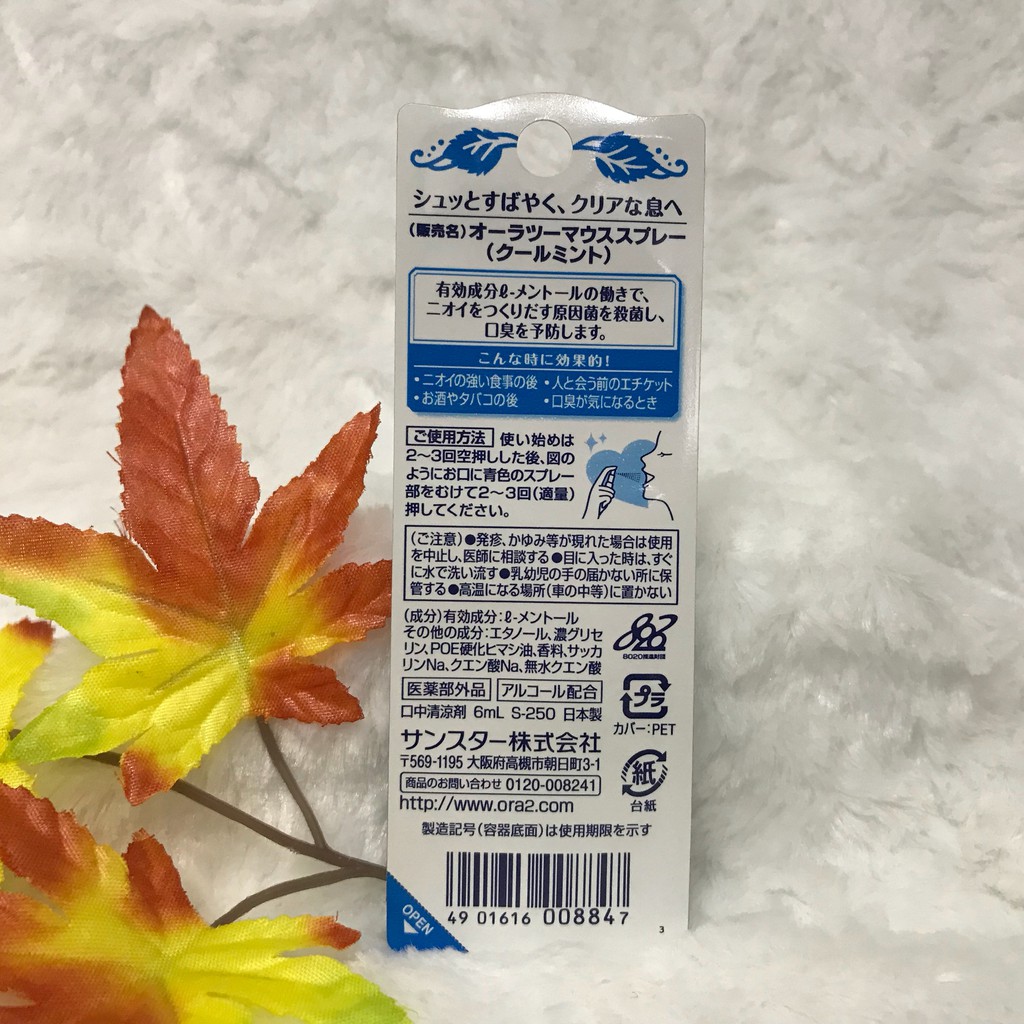 シュッとすばやく、クリアな息へ
(販売名)オーラツーマウススプレー
(クールミント)
有効成分ℓ-メントールの働きで、
ニオイをつくりだす原因菌を殺菌し、
口臭を予防します。
こんな時に効果的!
・ニオイの強い食事の後 ・人と会う前のエチケット
・お酒やタバコの後 ・口臭が気になるとき
ご使用方法 使い始めは
2〜3回空押しした後、図の
ようにお口に青色のスプレー
部をむけて2〜3回(適量)
押してください。
(ご注意)●発疹、かゆみ等が現れた場合は使用
を中止し、医師に相談する●目に入った時は、すぐ
に水で洗い流す●乳幼児の手の届かない所に保
管する●高温になる場所(車の中等)に置かない
(成分)有効成分:ℓ-メントール
その他の成分:エタノール、濃グリセ
リン、POE硬化ヒマシ油、香料、サッカ
リンNa、クエン酸Na、無水クエン酸
8020
8020推進財団
医薬部外品 アルコール配合
口中清涼剤 6mL S-250 日本製
プラ
カバー:PET
サンスター株式会社
〒569-1195 大阪府高槻市朝日町3-1
商品のお問い合わせ 0120-008241
http://www.ora2.com
紙
台紙
製造記号(容器底面)は使用期限を示す
OPEN
49 01616 008847
3